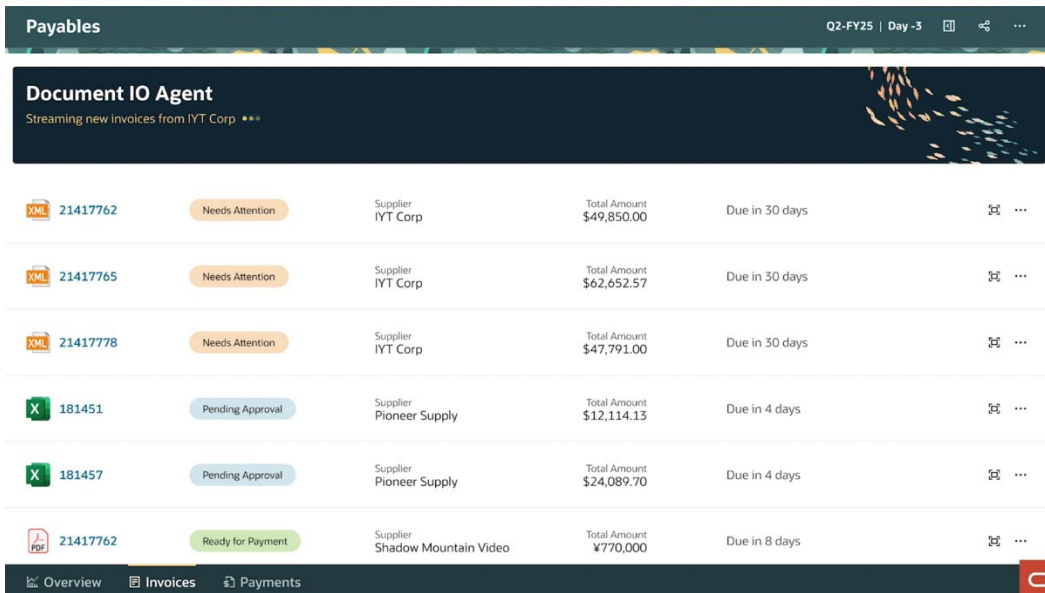 Payables
Q2-FY25 | Day -3
Document IO Agent
Streaming new invoices from IYT Corp
XML 21417762 Needs Attention Supplier IYT Corp Total Amount $49,850.00 Due in 30 days
XML 21417765 Needs Attention Supplier IYT Corp Total Amount $62,652.57 Due in 30 days
XML 21417778 Needs Attention Supplier IYT Corp Total Amount $47,791.00 Due in 30 days
X 181451 Pending Approval Supplier Pioneer Supply Total Amount $12,114.13 Due in 4 days
X 181457 Pending Approval Supplier Pioneer Supply Total Amount $24,089.70 Due in 4 days
PDF 21417762 Ready for Payment Supplier Shadow Mountain Video Total Amount ¥770,000 Due in 8 days
Overview Invoices Payments